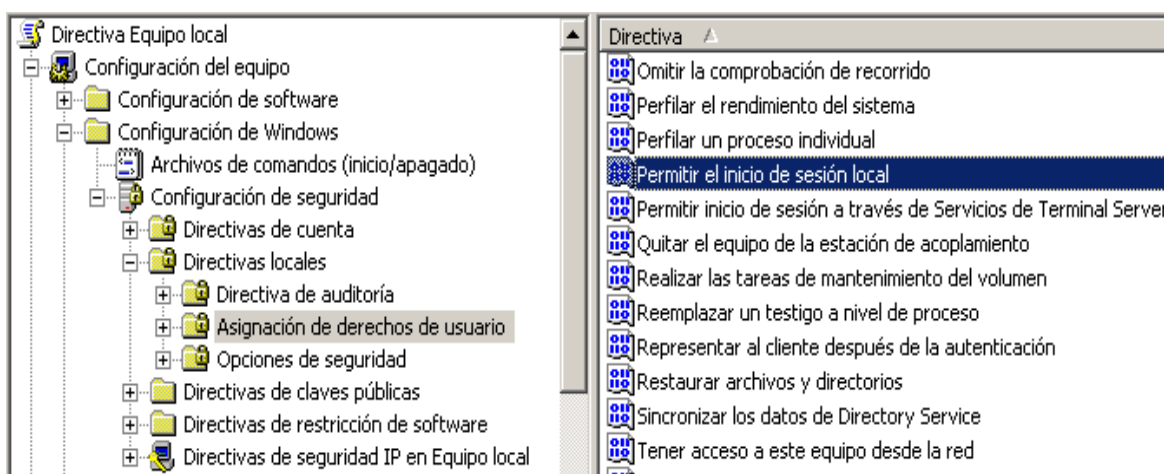 Directiva Equipo local
Configuración del equipo
Configuración de software
Configuración de Windows
Archivos de comandos (inicio/apagado)
Configuración de seguridad
Directivas de cuenta
Directivas locales
Directiva de auditoría
Asignación de derechos de usuario
Opciones de seguridad
Directivas de claves públicas
Directivas de restricción de software
Directivas de seguridad IP en Equipo local
Directiva
Omitir la comprobación de recorrido
Perfilar el rendimiento del sistema
Perfilar un proceso individual
Permitir el inicio de sesión local
Permitir inicio de sesión a través de Servicios de Terminal Server
Quitar el equipo de la estación de acoplamiento
Realizar las tareas de mantenimiento del volumen
Reemplazar un testigo a nivel de proceso
Representar al cliente después de la autenticación
Restaurar archivos y directorios
Sincronizar los datos de Directory Service
Tener acceso a este equipo desde la red